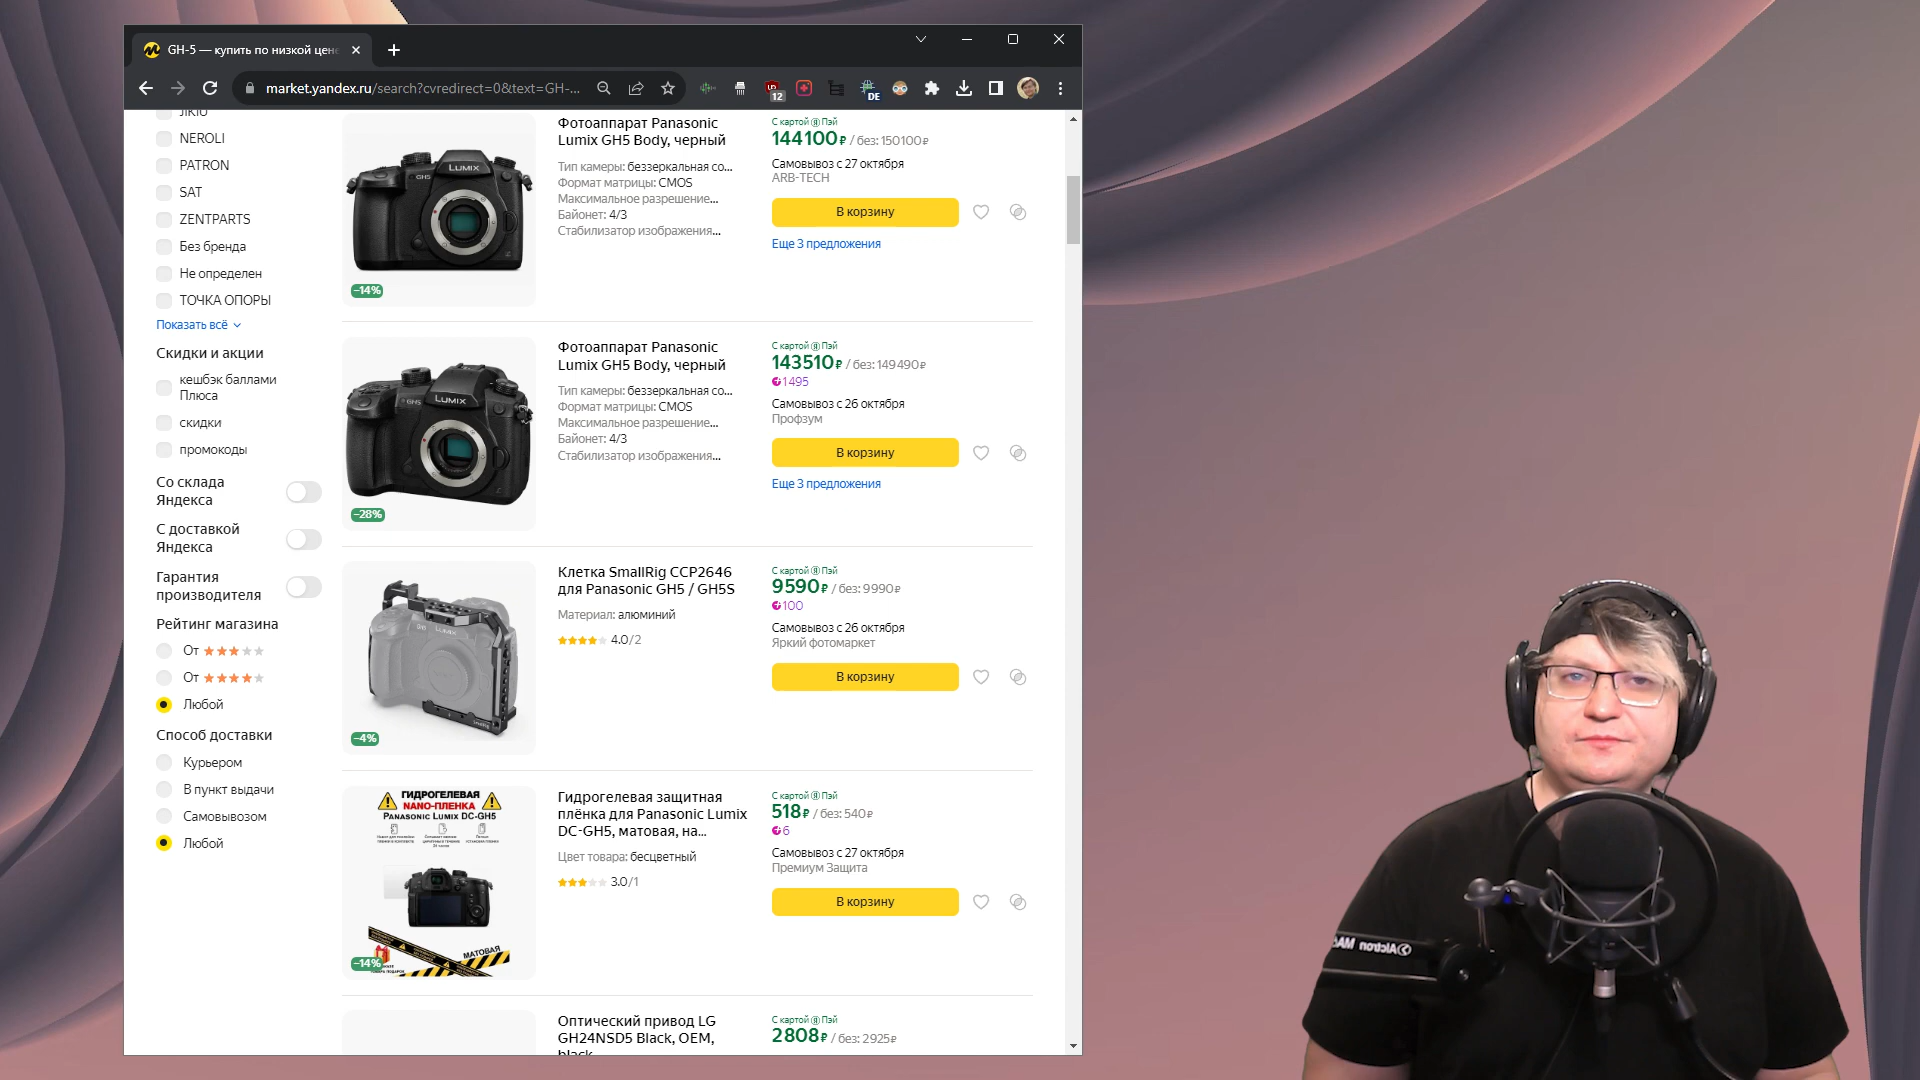 GH-5 — купить по низкой цене
market.yandex.ru/search?cvredirect=0&text=GH-...
12
DE
NEROLI
PATRON
SAT
ZENTPARTS
Без бренда
Не определен
ТОЧКА ОПОРЫ
Показать всё
Скидки и акции
кешбэк баллами
Плюса
скидки
промокоды
Со склада
Яндекса
С доставкой
Яндекса
Гарантия
производителя
Рейтинг магазина
От
От
Любой
Способ доставки
Курьером
В пункт выдачи
Самовывозом
Любой
LUMIX
GH5
–14%
Фотоаппарат Panasonic
Lumix GH5 Body, черный
Тип камеры: беззеркальная со...
Формат матрицы: CMOS
Максимальное разрешение...
Байонет: 4/3
Стабилизатор изображения...
С картой Я Пэй
144100₽ / без: 150100₽
Самовывоз с 27 октября
ARB-TECH
В корзину
Еще 3 предложения
LUMIX
GH5
–28%
Фотоаппарат Panasonic
Lumix GH5 Body, черный
Тип камеры: беззеркальная со...
Формат матрицы: CMOS
Максимальное разрешение...
Байонет: 4/3
Стабилизатор изображения...
С картой Я Пэй
143510₽ / без: 149490₽
1495
Самовывоз с 26 октября
Профзум
В корзину
Еще 3 предложения
LUMIX
–4%
Клетка SmallRig CCP2646
для Panasonic GH5 / GH5S
Материал: алюминий
4.0/2
С картой Я Пэй
9590₽ / без: 9990₽
100
Самовывоз с 26 октября
Яркий фотомаркет
В корзину
ГИДРОГЕЛЕВАЯ
NANO-ПЛЕНКА
Panasonic Lumix DC-GH5
МАТОВАЯ
–14%
Гидрогелевая защитная
плёнка для Panasonic Lumix
DC-GH5, матовая, на...
Цвет товара: бесцветный
3.0/1
С картой Я Пэй
518₽ / без: 540₽
6
Самовывоз с 27 октября
Премиум Защита
В корзину
Оптический привод LG
GH24NSD5 Black, OEM,
black
С картой Я Пэй
2808₽ / без: 2925₽
Alctron MA